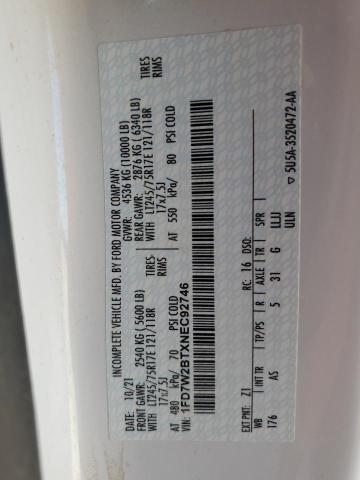 INCOMPLETE VEHICLE MFD. BY FORD MOTOR COMPANY
DATE: 10/21 GVWR: 4536 KG (10000 LB)
FRONT GAWR: 2540 KG ( 5600 LB) REAR GAWR: 2876 KG ( 6340 LB)
WITH LT245/75R17E 121/118R TIRES WITH LT245/75R17E 121/118R TIRES
17x7.5J RIMS 17x7.5J RIMS
AT 480 kPa/ 70 PSI COLD AT 550 kPa/ 80 PSI COLD
VIN: 1FD7W2BTXNEC92746
EXT PNT: Z1 RC: 16 DSO:
WB INT TR TP/PS R AXLE TR SPR
176 AS 5 31 G LLJJ
ULN
▽ 5U5A-3520472-AA